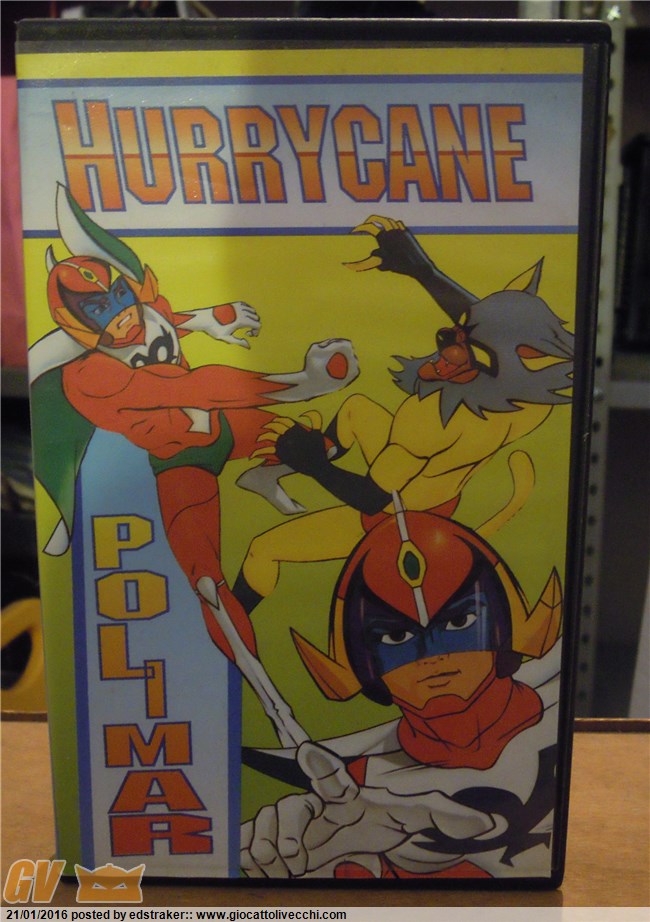 HURRYCANE
POLIMAR
GV
21/01/2016 posted by edstraker:: www.giocattolivecchi.com